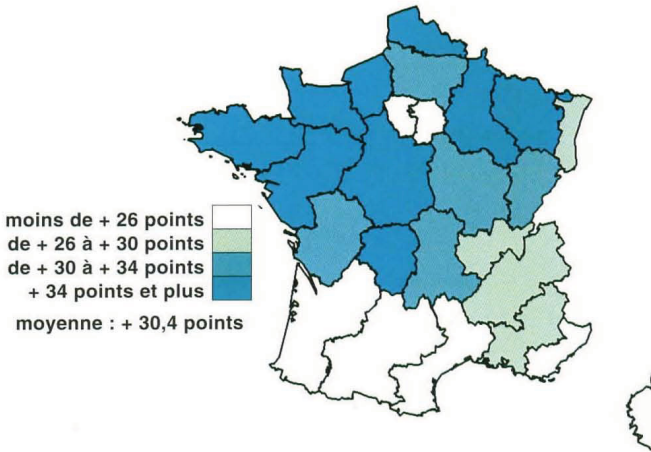 moins de + 26 points
de + 26 à + 30 points
de + 30 à + 34 points
+ 34 points et plus
moyenne : + 30,4 points